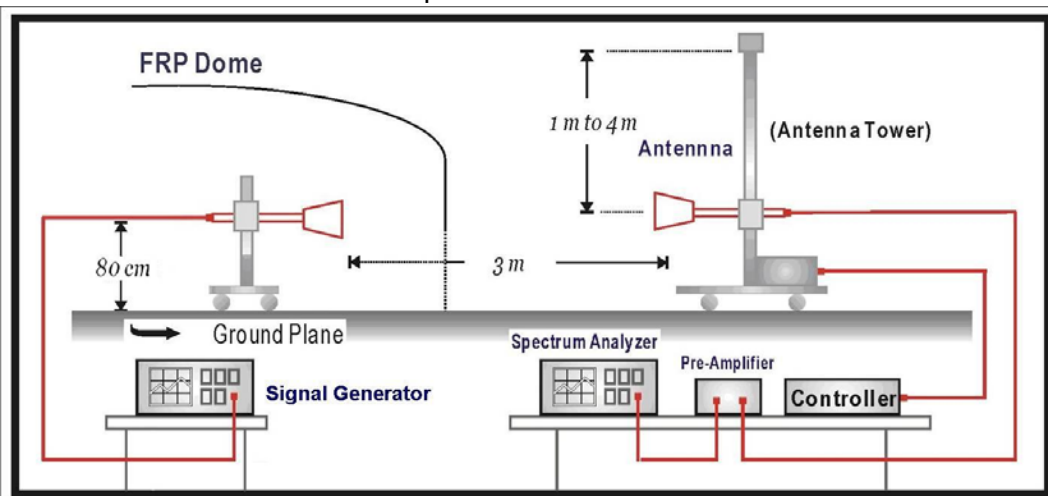 FRP Dome
1 m to 4 m
(Antenna Tower)
Antennna
80 cm
3 m
Ground Plane
Spectrum Analyzer
Pre-Amplifier
Signal Generator
Controller